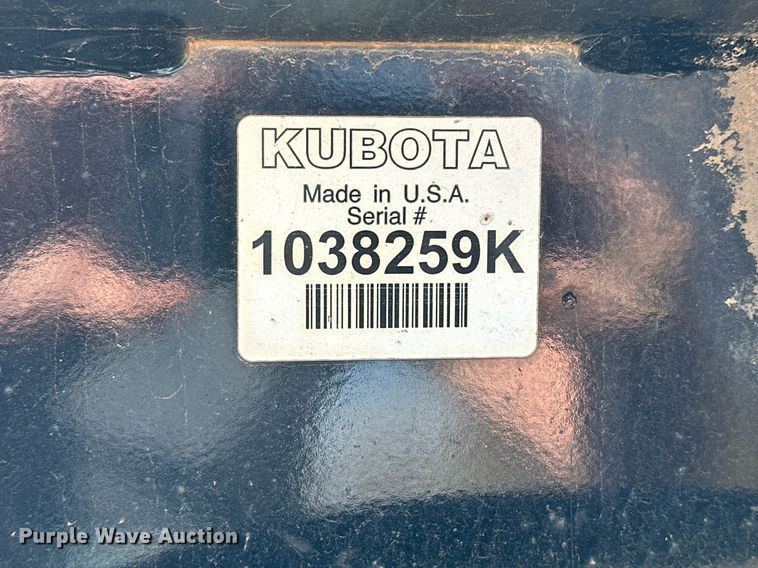 KUBOTA
Made in U.S.A.
Serial #
1038259K
Purple Wave Auction